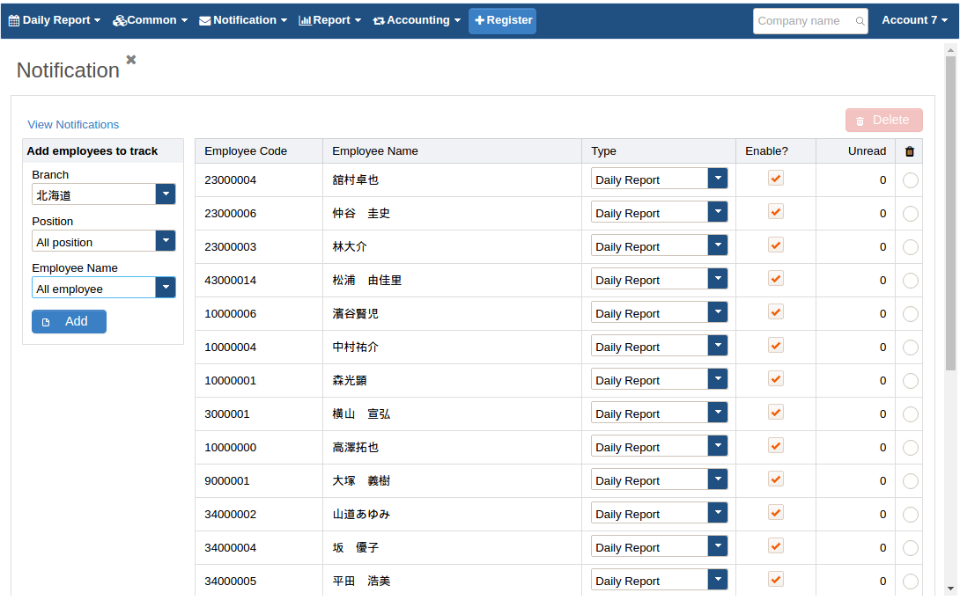 Daily Report Common Notification Report Accounting Register Company name Account 7
Notification
View Notifications Delete
Add employees to track
Branch
北海道
Position
All position
Employee Name
All employee
Add
Employee Code Employee Name Type Enable? Unread
23000004 舘村卓也 Daily Report 0
23000006 仲谷　圭史 Daily Report 0
23000003 林大介 Daily Report 0
43000014 松浦　由佳里 Daily Report 0
10000006 濱谷賢児 Daily Report 0
10000004 中村祐介 Daily Report 0
10000001 森光顕 Daily Report 0
3000001 横山　宣弘 Daily Report 0
10000000 高澤拓也 Daily Report 0
9000001 大塚　義樹 Daily Report 0
34000002 山道あゆみ Daily Report 0
34000004 坂　優子 Daily Report 0
34000005 平田　浩美 Daily Report 0